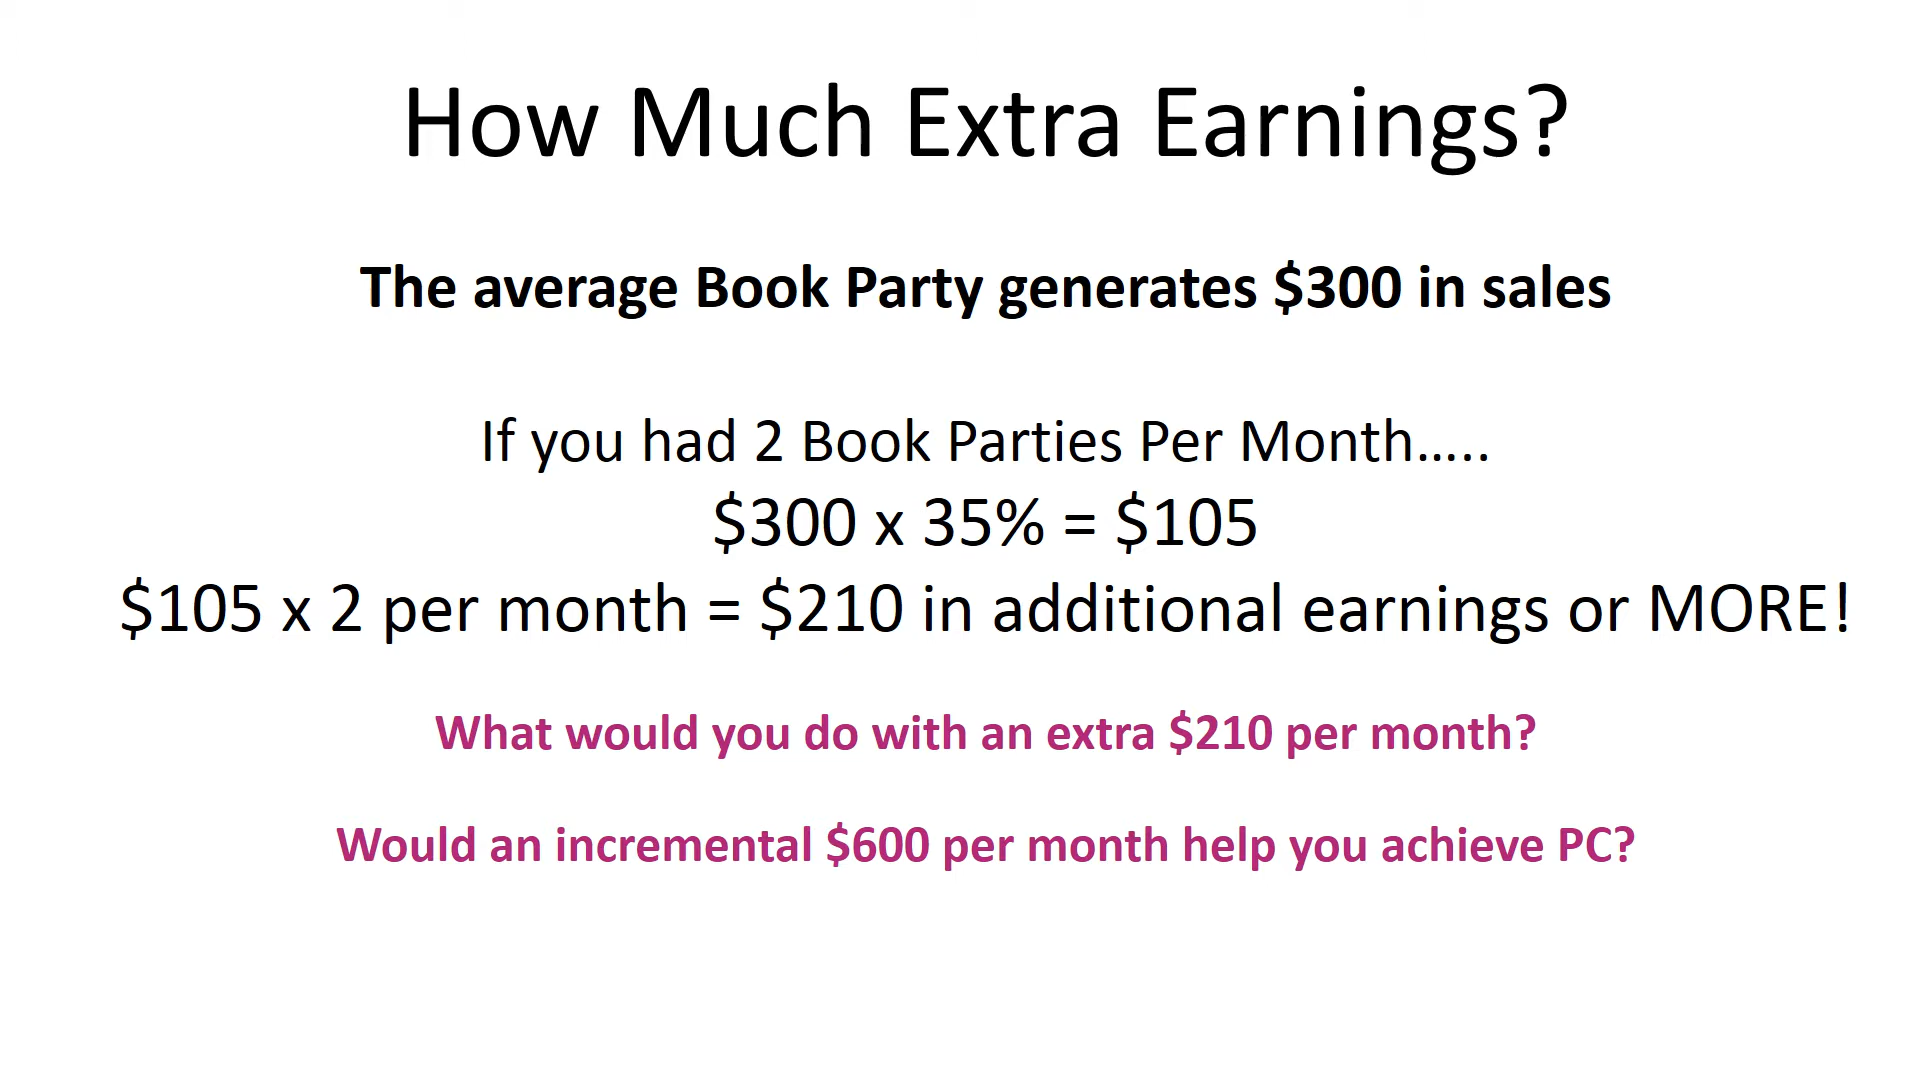 How Much Extra Earnings?
The average Book Party generates $300 in sales
If you had 2 Book Parties Per Month.....
$300 x 35% = $105
$105 x 2 per month = $210 in additional earnings or MORE!
What would you do with an extra $210 per month?
Would an incremental $600 per month help you achieve PC?